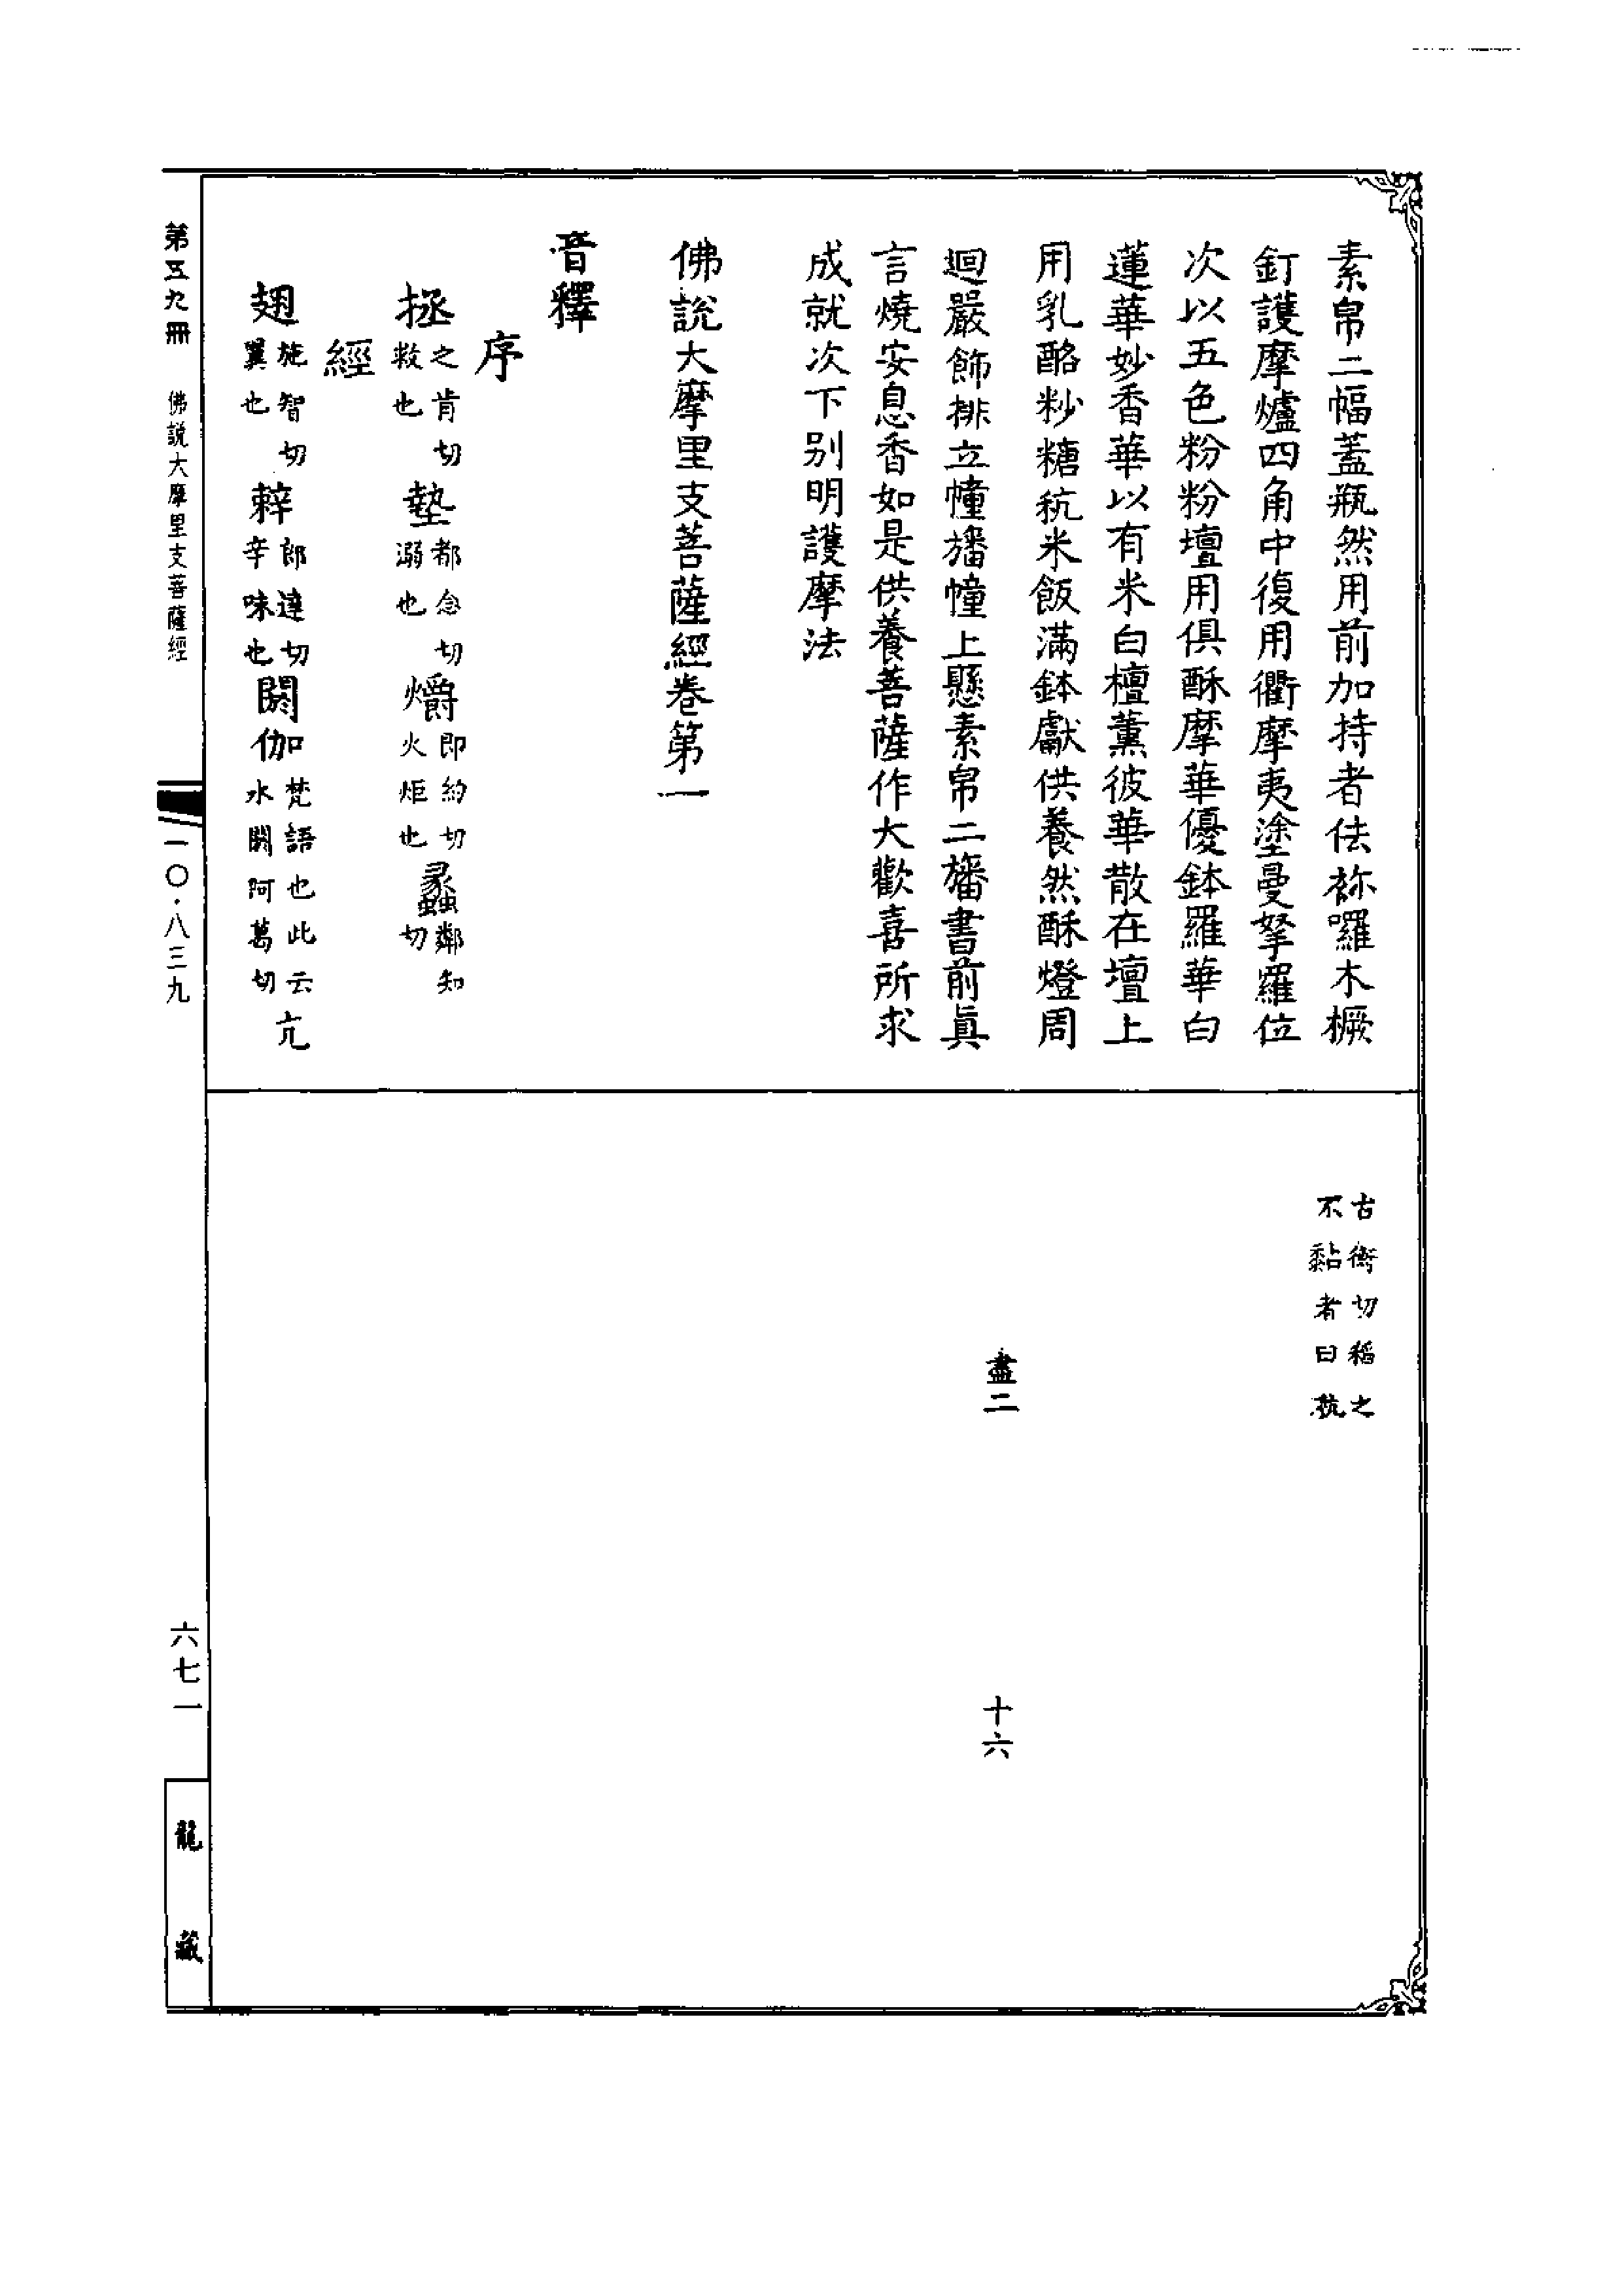 素帛二幅蓋瓶然用前加持者佉祢囉木橛
釘護摩爐四角中復用衢摩夷塗曼拏羅位
次以五色粉粉壇用俱酥摩華優鉢羅華白
蓮華妙香華以有米白檀薰彼華散在壇上
用乳酪粆糖秔米飯滿鉢獻供養然酥燈周
迴嚴飾排立幢旛幢上懸素帛二旛書前眞
言燒安息香如是供養菩薩作大歡喜所求
成就次下別明護摩法
佛說大摩里支菩薩經卷第一
音釋
序
拯之肯切救也 墊都念切溺也 爝即約切火炬也 蠡鄰知切
經
翅施智切翼也 辢郎達切辛味也 閼伽梵語也此云水閼阿葛切 亢
古衡切稻之不黏者曰秔
盡二
十六
第五九冊 佛說大摩里支菩薩經
一〇·八三九
六七一
龍藏